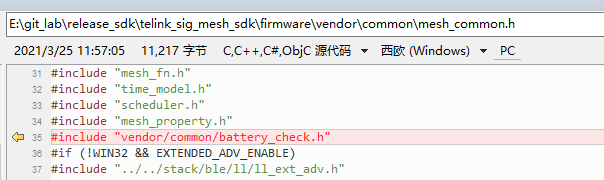 E:\git_lab\release_sdk\telink_sig_mesh_sdk\firmware\vendor\common\mesh_common.h
2021/3/25 11:57:05 11,217 字节 C,C++,C#,ObjC 源代码 西欧 (Windows) PC
31 #include "mesh_fn.h"
32 #include "time_model.h"
33 #include "scheduler.h"
34 #include "mesh_property.h"
35 #include "vendor/common/battery_check.h"
36 #if (!WIN32 && EXTENDED_ADV_ENABLE)
37 #include "../../stack/ble/ll/ll_ext_adv.h"